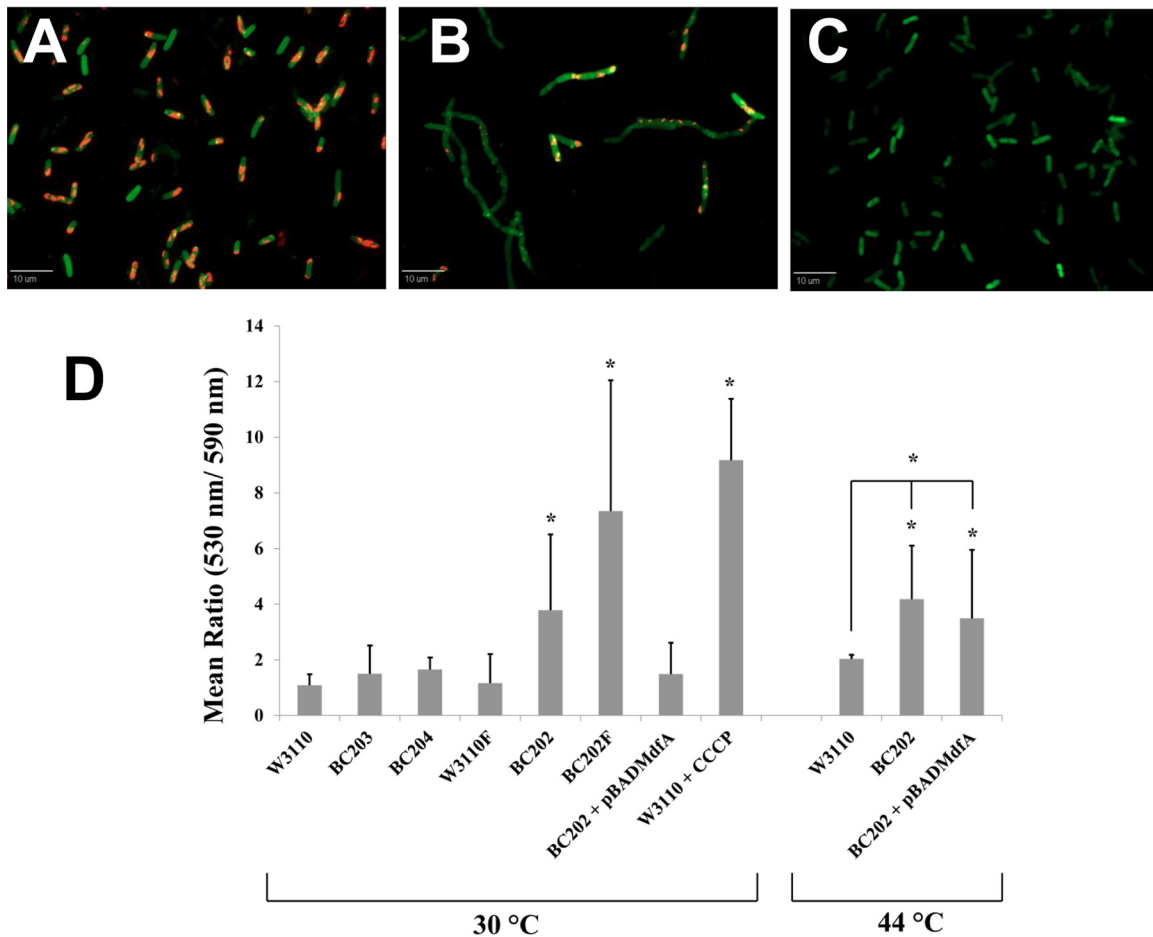 A
B
C
10 um
10 um
10 um
D
Mean Ratio (530 nm/ 590 nm)
14
12
10
8
6
4
2
0
*
*
*
*
*
*
W3110
BC203
BC204
W3110F
BC202
BC202F
BC202 + pBADMdfA
W3110 + CCCP
W3110
BC202
BC202 + pBADMdfA
30 °C
44 °C